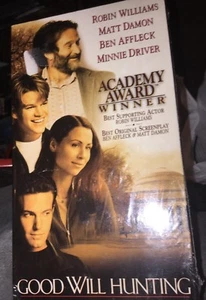 ROBIN WILLIAMS
MATT DAMON
BEN AFFLECK
MINNIE DRIVER
ACADEMY
AWARD
WINNER
BEST SUPPORTING ACTOR
ROBIN WILLIAMS
BEST ORIGINAL SCREENPLAY
BEN AFFLECK & MATT DAMON
GOOD WILL HUNTING